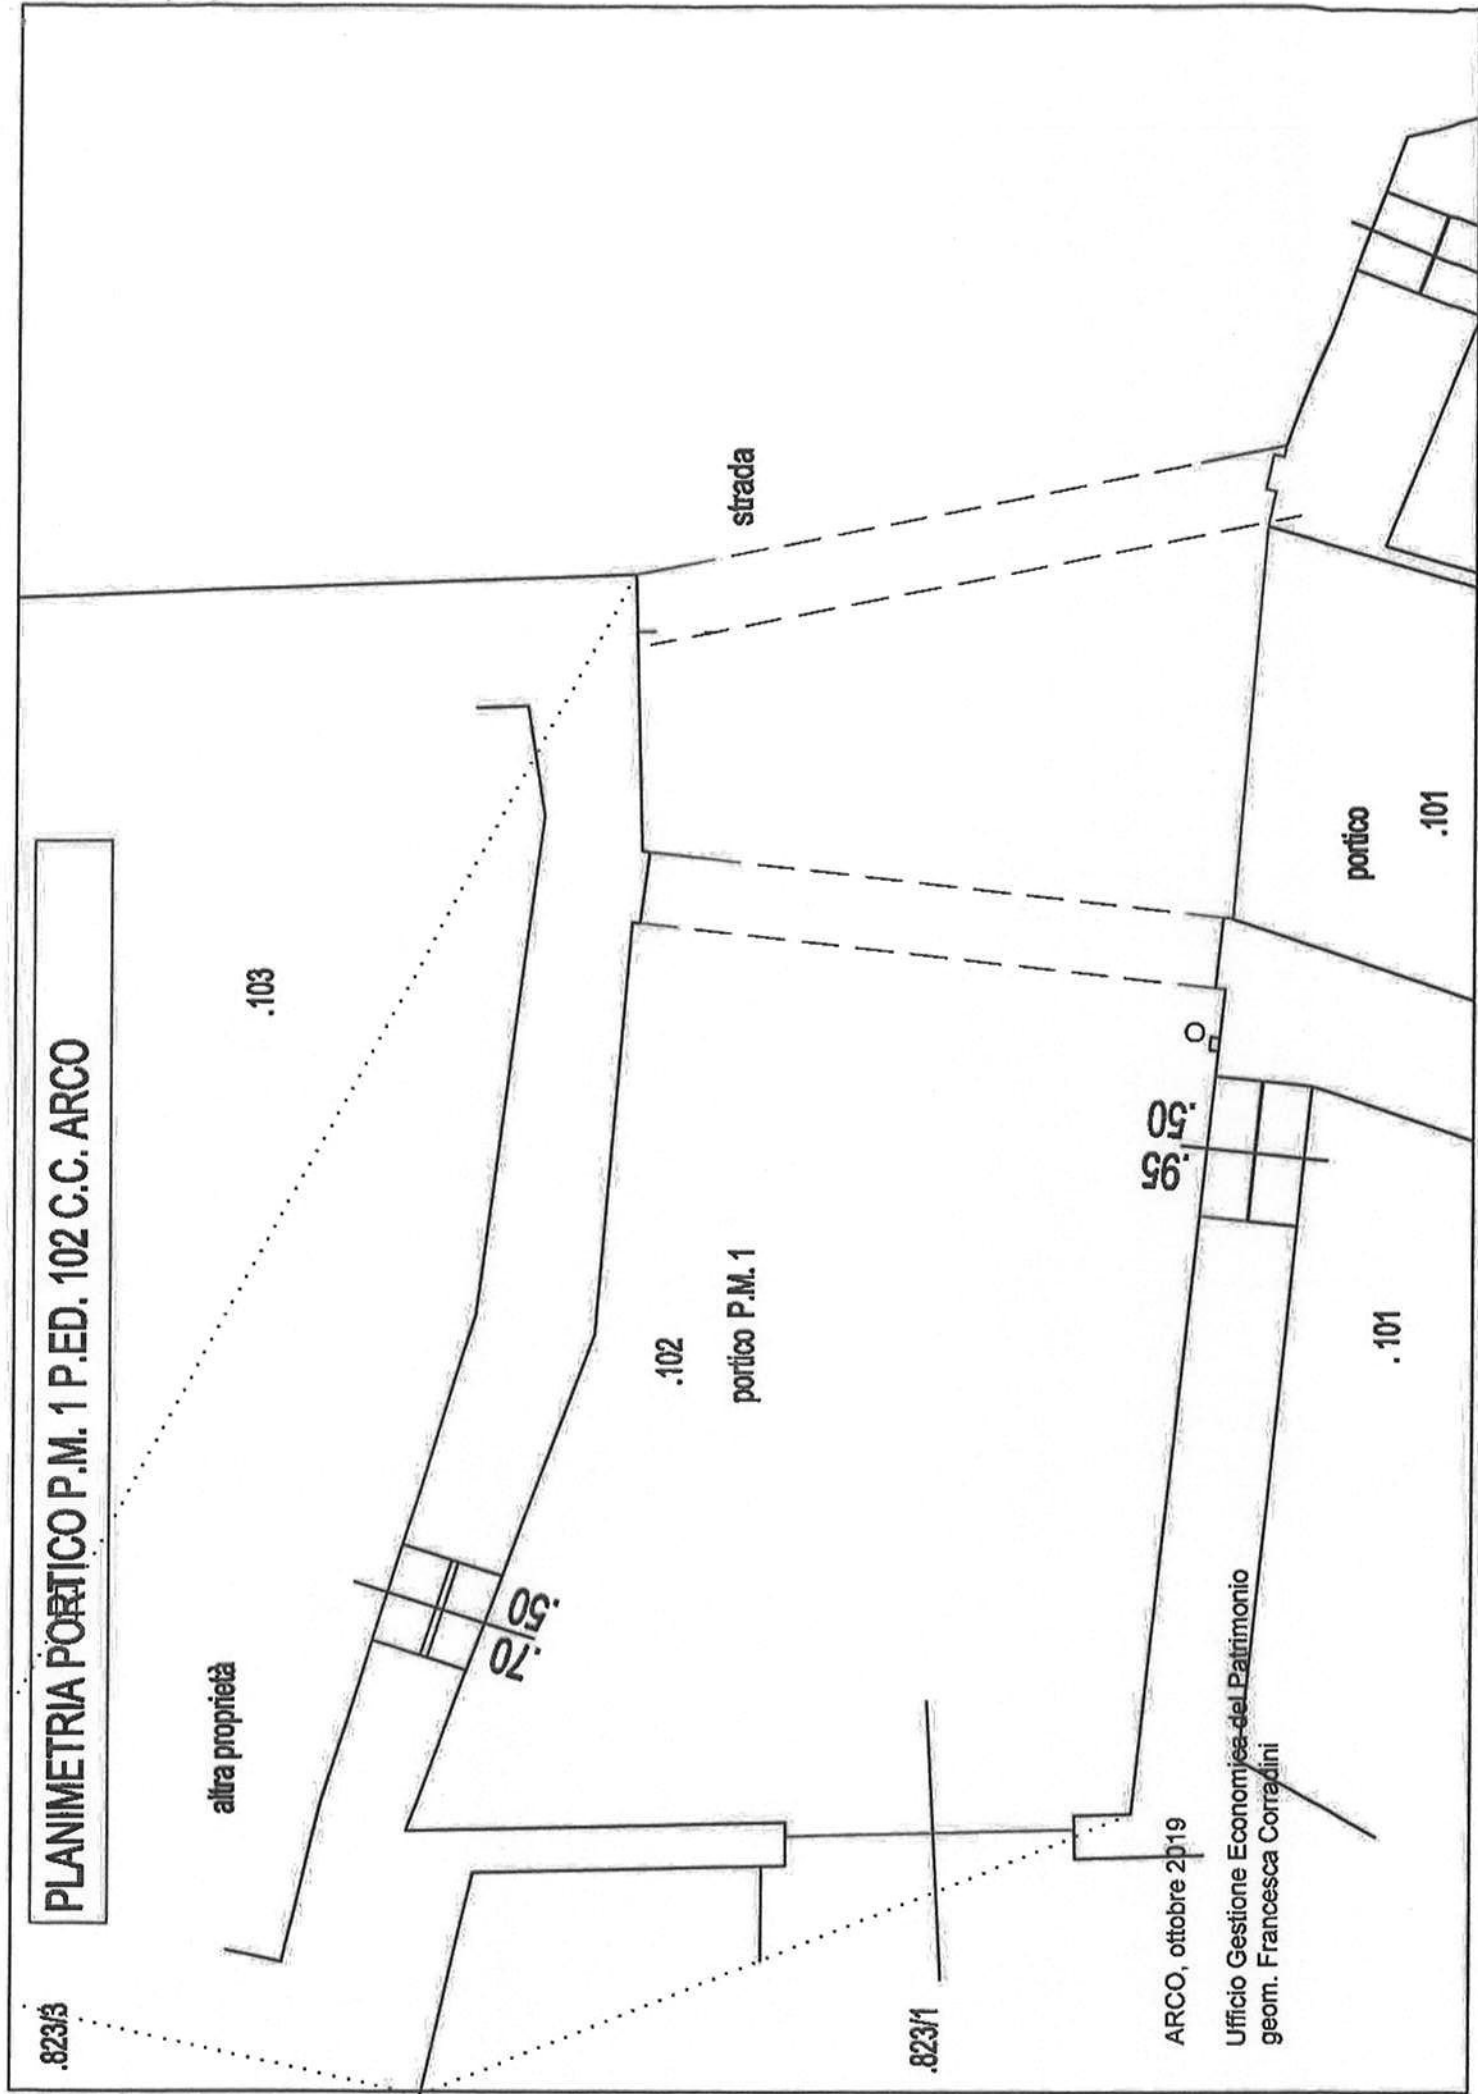 PLANIMETRIA PORTICO P.M. 1 P.ED. 102 C.C. ARCO
.823/3
altra proprietà
.103
.70
.50
.102
portico P.M. 1
strada
.823/1
.95
.50
portico
.101
.101
ARCO, ottobre 2019
Ufficio Gestione Economica del Patrimonio
geom. Francesca Corradini